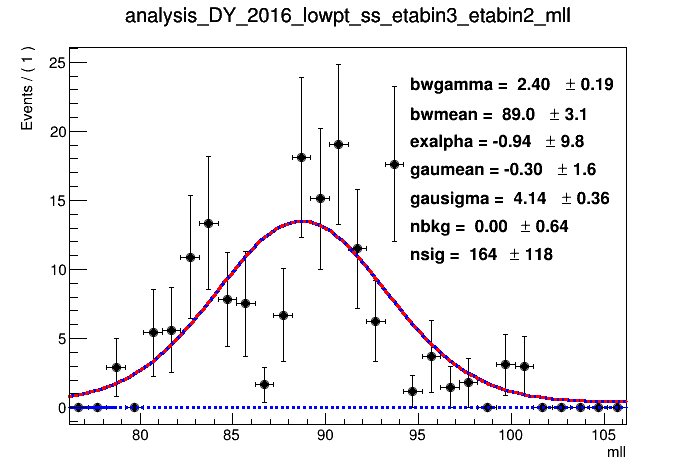 analysis_DY_2016_lowpt_ss_etabin3_etabin2_mll
Events / ( 1 )
25
20
15
10
5
0
bwgamma = 2.40 ± 0.19
bwmean = 89.0 ± 3.1
exalpha = -0.94 ± 9.8
gaumean = -0.30 ± 1.6
gausigma = 4.14 ± 0.36
nbkg = 0.00 ± 0.64
nsig = 164 ± 118
80 85 90 95 100 105
mll